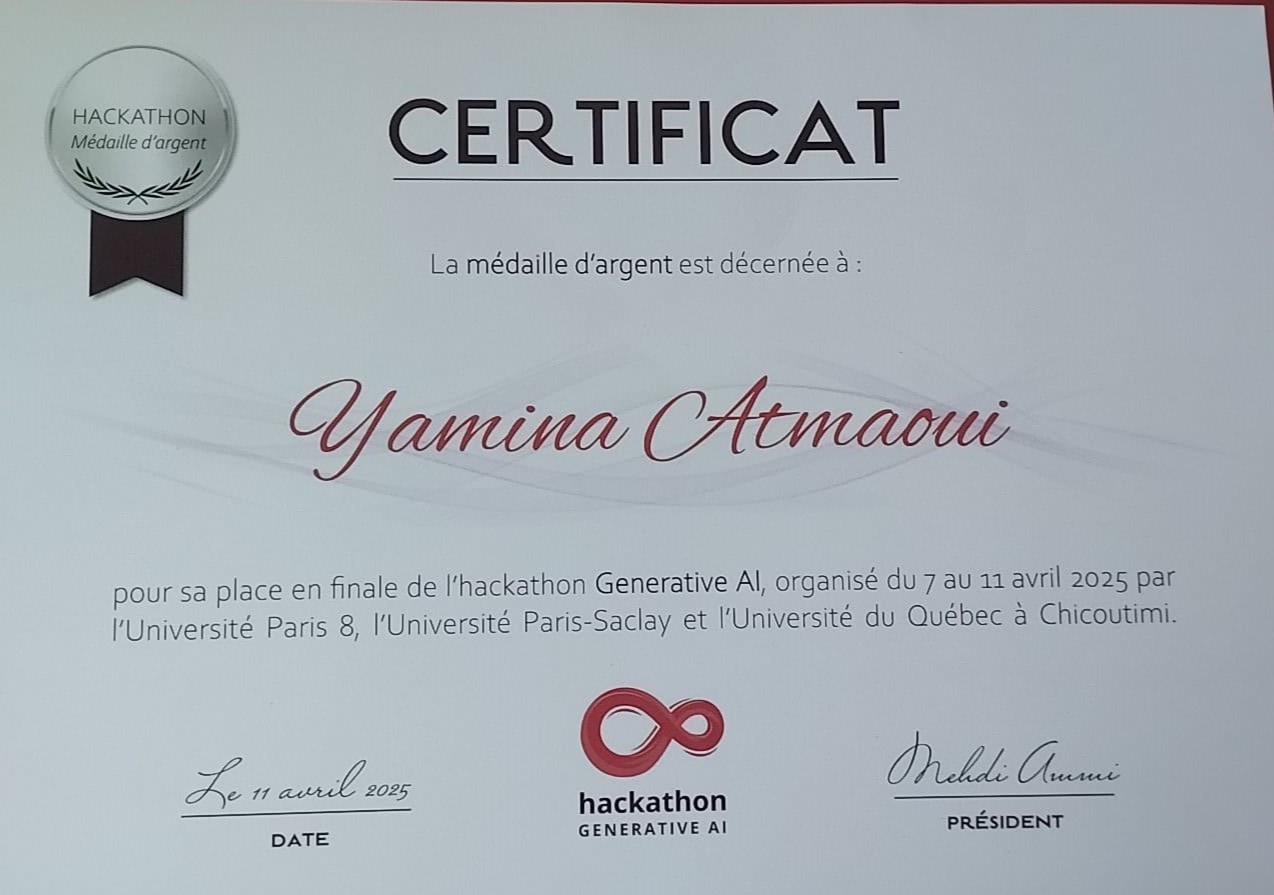 HACKATHON
Médaille d'argent
CERTIFICAT
La médaille d'argent est décernée à :
Yamina Atmaoui
pour sa place en finale de l'hackathon Generative AI, organisé du 7 au 11 avril 2025 par
l'Université Paris 8, l'Université Paris-Saclay et l'Université du Québec à Chicoutimi.
Le 11 avril 2025
DATE
hackathon
GENERATIVE AI
Mehdi Ammi
PRÉSIDENT